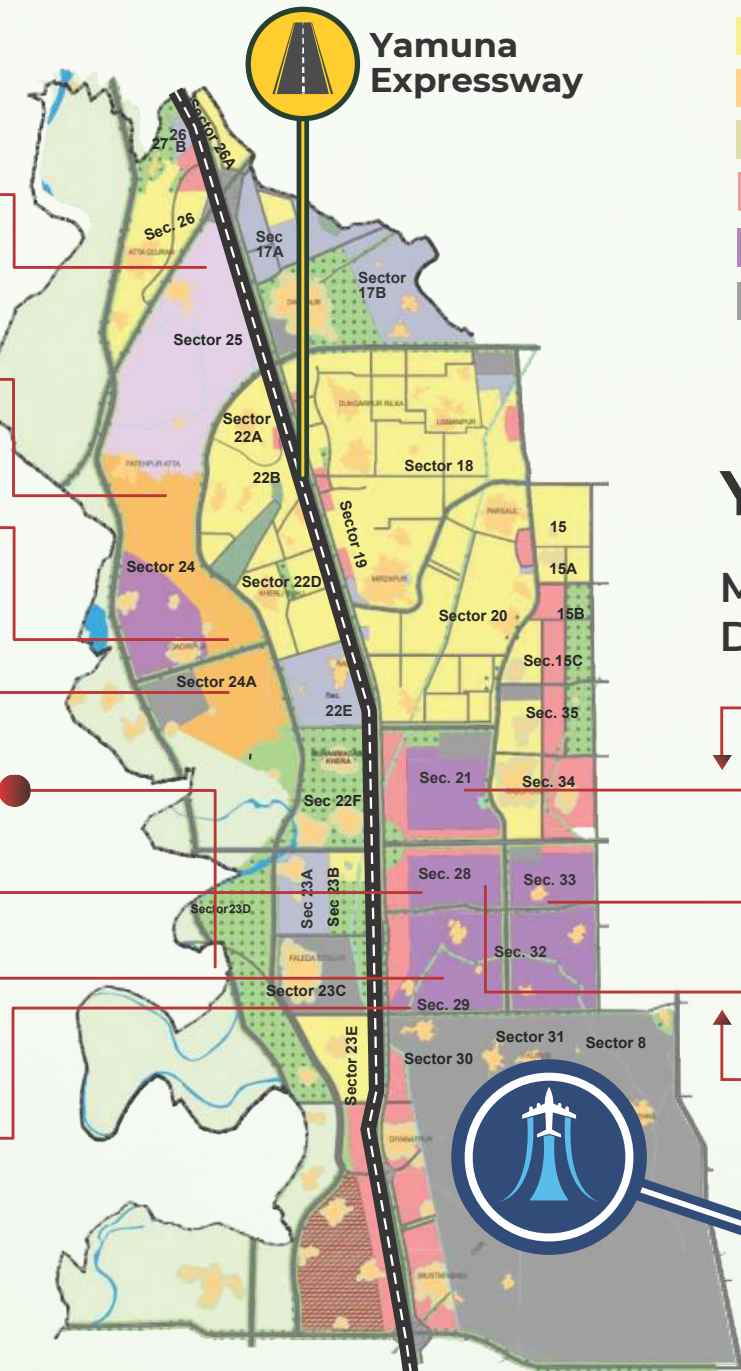 Yamuna
Expressway
Sector 26A
26
B
27
Sec. 26
ATTA GUJRAN
Sec
17A
Sector
17B
Sector 25
DUNGARPUR RILKA
USMANPUR
Sector
22A
FATEHPUR ATTA
22B
Sector 18
Sector 19
PARSAUL
15
15A
Sector 24
Sector 22D
MIRZAPUR
Sector 20
15B
Sec.15C
Sector 24A
Sec.
22E
Sec. 35
KHERA
Sec. 21
Sec. 34
Sec 22F
Sec 23A
Sec 23B
Sec. 28
Sec. 33
Sector23D
Sec. 32
Sector 23C
Sec. 29
Sector 23E
Sector 31
Sector 8
Sector 30
Y
M
D